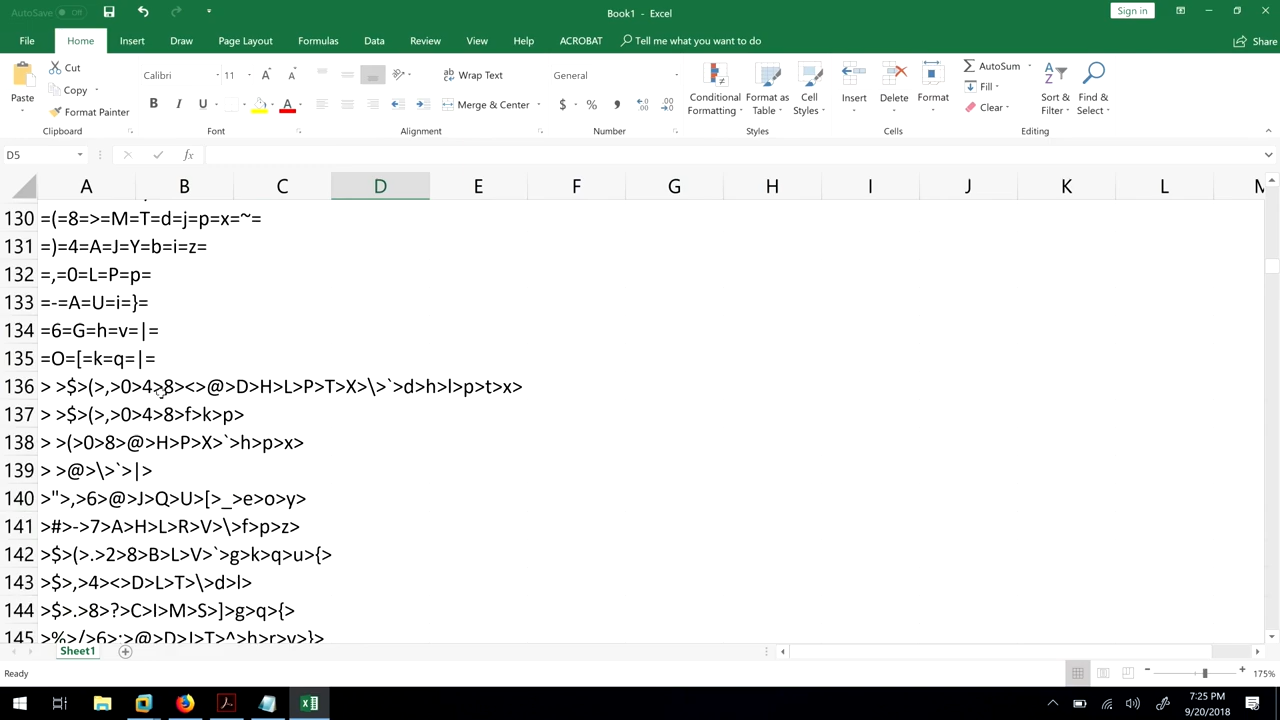 AutoSave Off
Book1 - Excel
Sign in
File Home Insert Draw Page Layout Formulas Data Review View Help ACROBAT Tell me what you want to do Share
Paste Cut Copy Format Painter Clipboard
Calibri 11 A A B I U A Font
ab Wrap Text Merge & Center Alignment
General $ % , Number
Conditional Formatting Format as Table Cell Styles Styles
Insert Delete Format Cells
AutoSum Fill Clear Sort & Filter Find & Select Editing
D5 fx
A B C D E F G H I J K L
130 =(=8=>=M=T=d=j=p=x=~=
131 =)=4=A=J=Y=b=i=z=
132 =,=0=L=P=p=
133 =-=A=U=i=}=
134 =6=G=h=v=|=
135 =O=[=k=q=|=
136 > >$>(>,>0>4>8><>@>D>H>L>P>T>X>\>`>d>h>l>p>t>x>
137 > >$>(>,>0>4>8>f>k>p>
138 > >(>0>8>@>H>P>X>`>h>p>x>
139 > >@>\>`>|>
140 >">,>6>@>J>Q>U>[>_>e>o>y>
141 >#>->7>A>H>L>R>V>\>f>p>z>
142 >$>(>.>2>8>B>L>V>`>g>k>q>u>{>
143 >$>,>4><>D>L>T>\>d>l>
144 >$>.>8>?>C>I>M>S>]>g>q>{>
145 >%>/>6>:>@>D>J>T>^>h>r>v>}>
Sheet1
Ready
175%
7:25 PM
9/20/2018